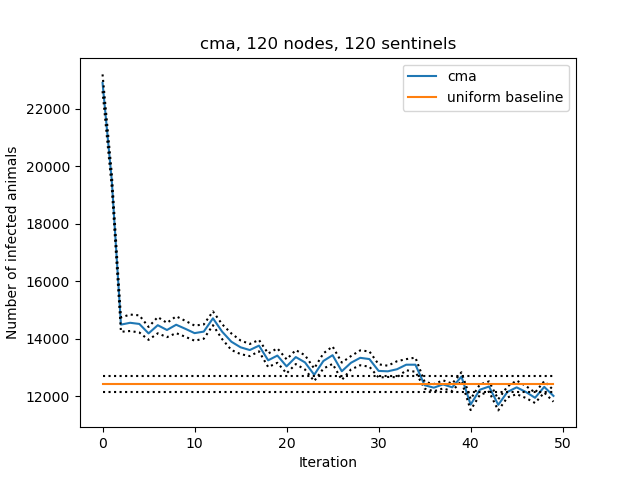 cma, 120 nodes, 120 sentinels
cma
uniform baseline
Number of infected animals
22000
20000
18000
16000
14000
12000
0 10 20 30 40 50
Iteration